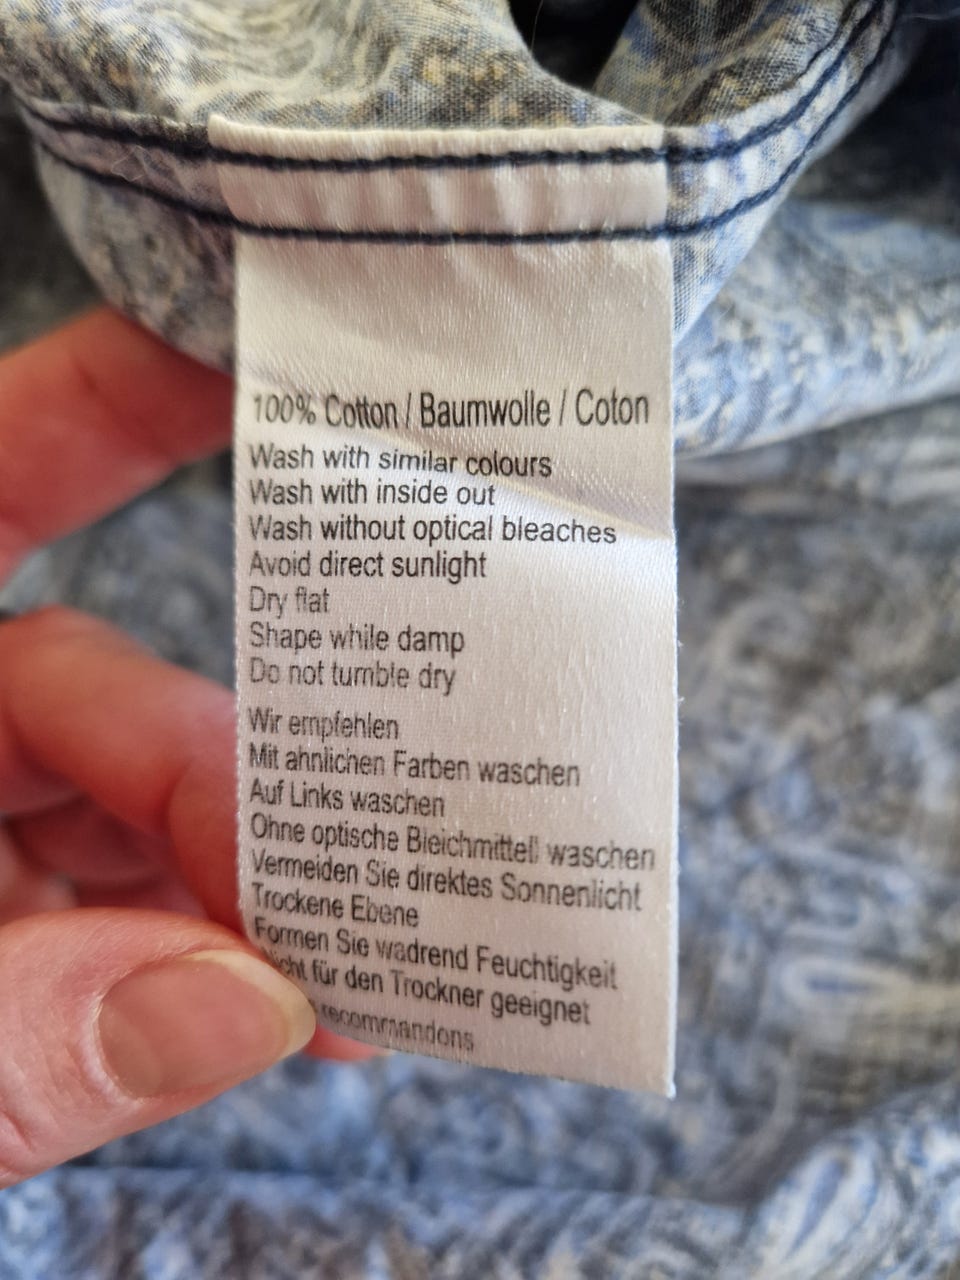 100% Cotton / Baumwolle / Coton
Wash with similar colours
Wash with inside out
Wash without optical bleaches
Avoid direct sunlight
Dry flat
Shape while damp
Do not tumble dry
Wir empfehlen
Mit ahnlichen Farben waschen
Auf Links waschen
Ohne optische Bleichmittell waschen
Vermeiden Sie direktes Sonnenlicht
Trockene Ebene
Formen Sie wadrend Feuchtigkeit
Nicht für den Trockner geeignet
recommandons